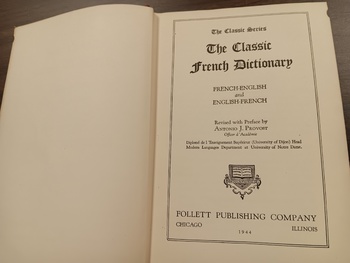 The Classic Series
The Classic
French Dictionary
FRENCH-ENGLISH
and
ENGLISH-FRENCH
Revised with Preface by
ANTONIO J. PROVOST
Officer d'Académie
Diplomé de l'Enseignement Supérieur (University of Dijon) Head
Modern Languages Department at University of Notre Dame.
FOLLETT PUBLISHING COMPANY
CHICAGO ILLINOIS
1944